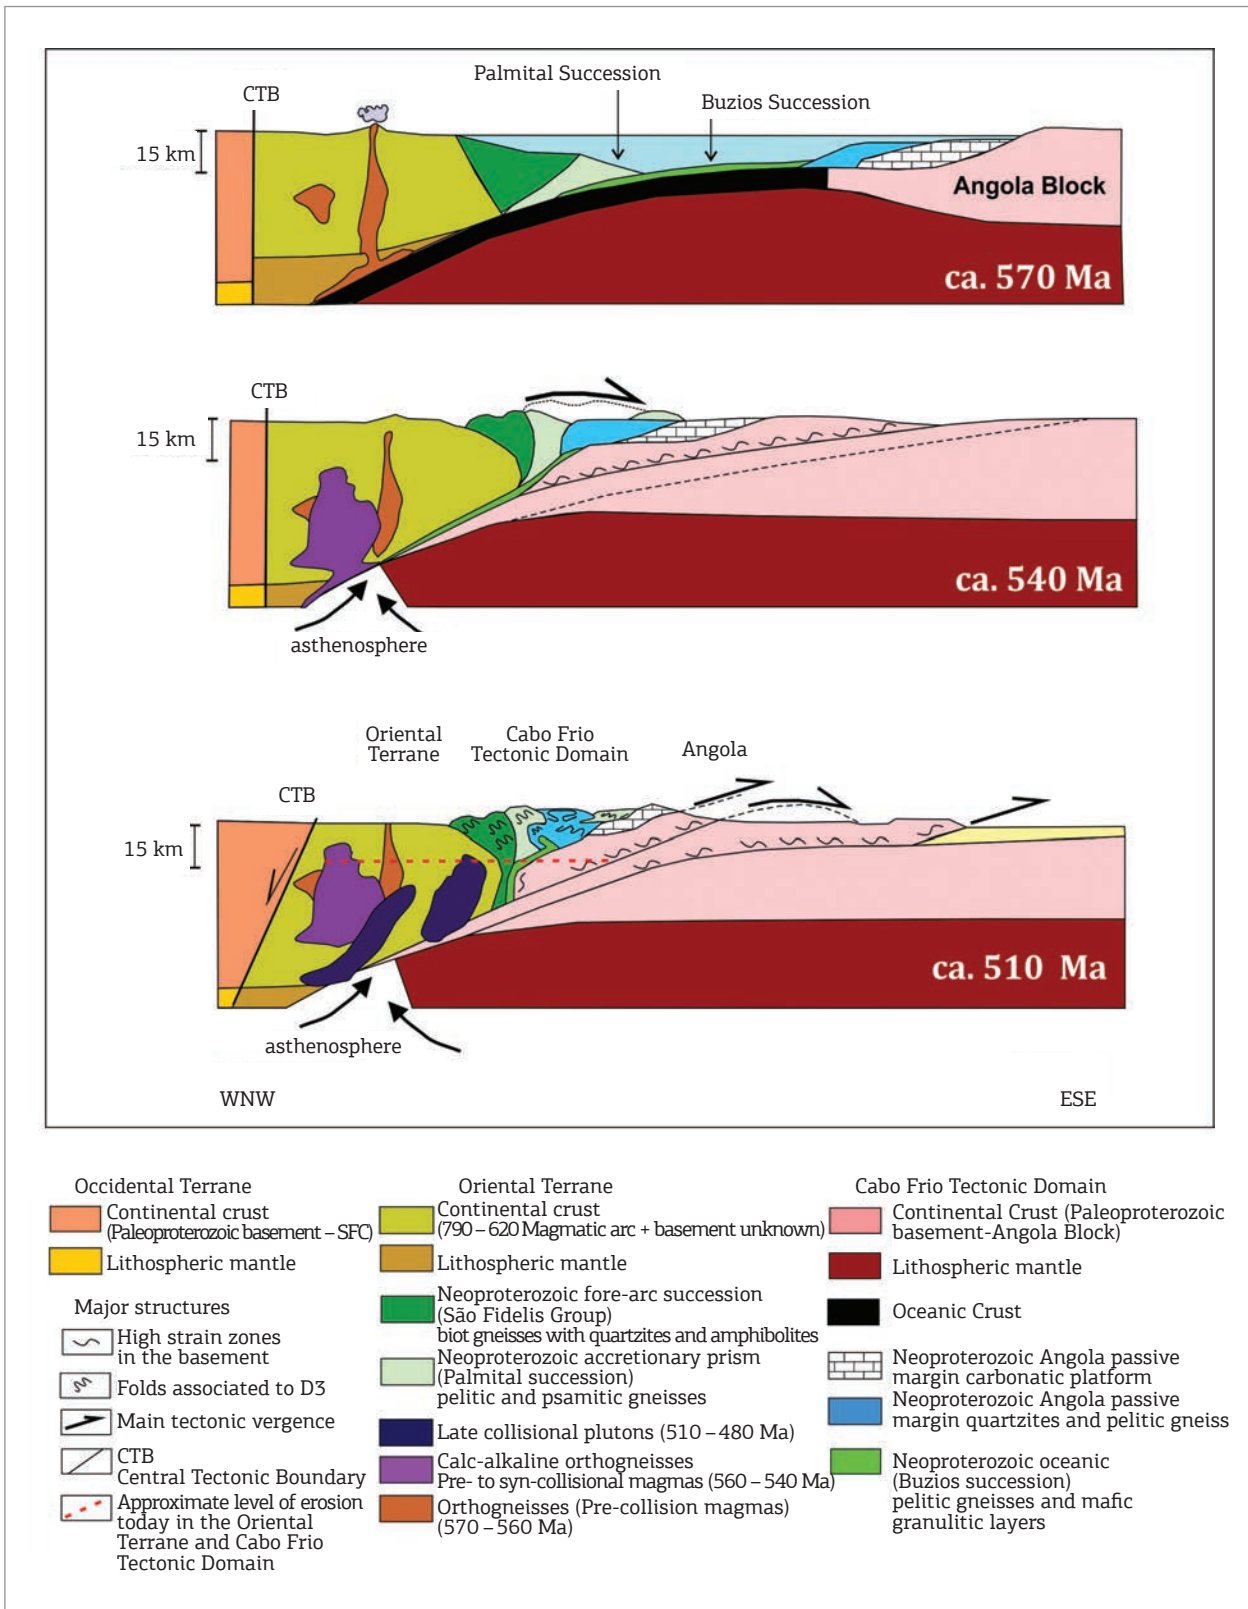 Palmital Succession
CTB
Buzios Succession
15 km
Angola Block
ca. 570 Ma
CTB
15 km
ca. 540 Ma
asthenosphere
Oriental
Terrane
Cabo Frio
Tectonic Domain
Angola
CTB
15 km
ca. 510 Ma
asthenosphere
WNW
ESE
Occidental Terrane
Continental crust
(Paleoproterozoic basement – SFC)
Lithospheric mantle
Major structures
High strain zones
in the basement
Folds associated to D3
Main tectonic vergence
CTB
Central Tectonic Boundary
Approximate level of erosion
today in the Oriental
Terrane and Cabo Frio
Tectonic Domain
Oriental Terrane
Continental crust
(790 – 620 Magmatic arc + basement unknown)
Lithospheric mantle
Neoproterozoic fore-arc succession
(São Fidelis Group)
biot gneisses with quartzites and amphibolites
Neoproterozoic accretionary prism
(Palmital succession)
pelitic and psamitic gneisses
Late collisional plutons (510 – 480 Ma)
Calc-alkaline orthogneisses
Pre- to syn-collisional magmas (560 – 540 Ma)
Orthogneisses (Pre-collision magmas)
(570 – 560 Ma)
Cabo Frio Tectonic Domain
Continental Crust (Paleoproterozoic
basement-Angola Block)
Lithospheric mantle
Oceanic Crust
Neoproterozoic Angola passive
margin carbonatic platform
Neoproterozoic Angola passive
margin quartzites and pelitic gneiss
Neoproterozoic oceanic
(Buzios succession)
pelitic gneisses and mafic
granulitic layers